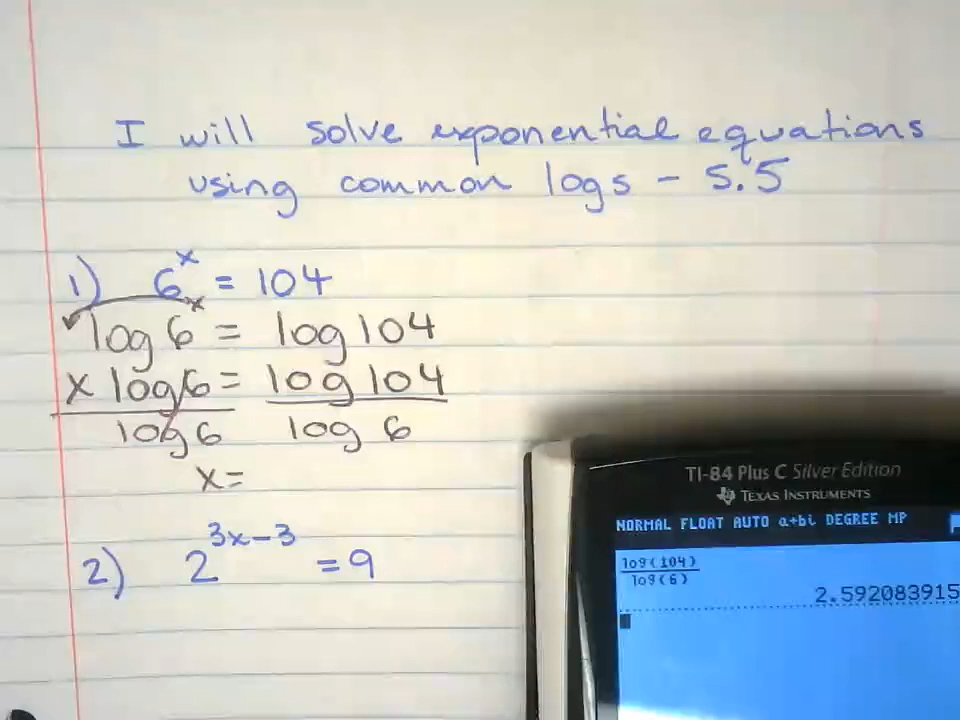 I will solve exponential equations
using common logs - 5.5
1) 6^x = 104
log 6^x = log 104
x log 6 = log 104
log 6 log 6
x =
2) 2^3x-3 = 9
TI-84 Plus C Silver Edition
TEXAS INSTRUMENTS
NORMAL FLOAT AUTO a+bi DEGREE MP
log(104)
log(6)
2.592083915